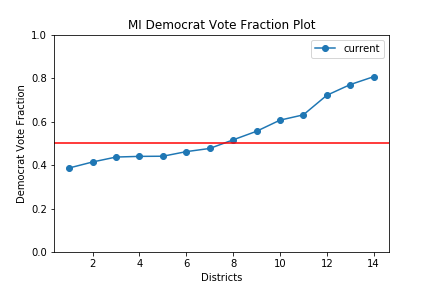 MI Democrat Vote Fraction Plot
current
Democrat Vote Fraction
1.0
0.8
0.6
0.4
0.2
0.0
2 4 6 8 10 12 14
Districts